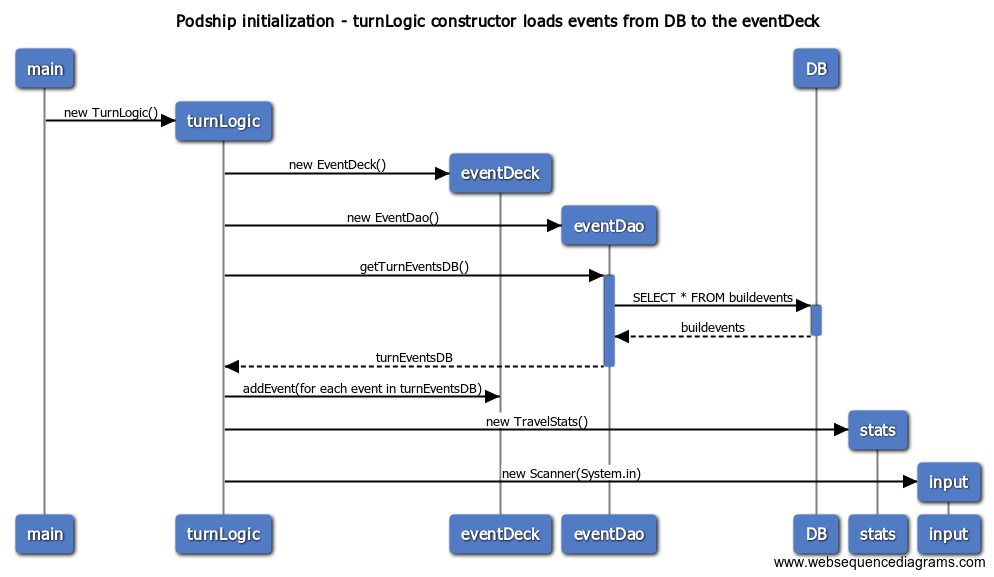 Podship initialization - turnLogic constructor loads events from DB to the eventDeck
main
DB
new TurnLogic()
turnLogic
new EventDeck()
eventDeck
new EventDao()
eventDao
getTurnEventsDB()
SELECT * FROM buildevents
buildevents
turnEventsDB
addEvent(for each event in turnEventsDB)
new TravelStats()
stats
new Scanner(System.in)
input
main
turnLogic
eventDeck
eventDao
DB
stats
input
www.websequencediagrams.com